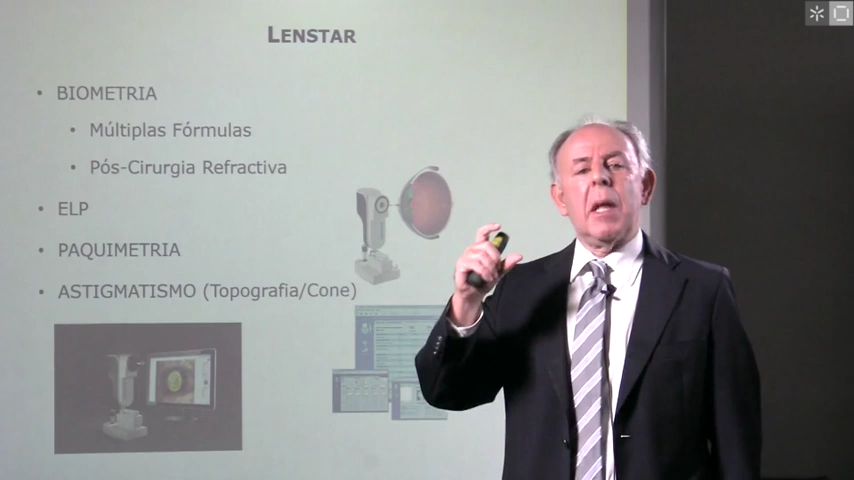 LENSTAR
• BIOMETRIA
• Múltiplas Fórmulas
• Pós-Cirurgia Refractiva
• ELP
• PAQUIMETRIA
• ASTIGMATISMO (Topografia/Cone)